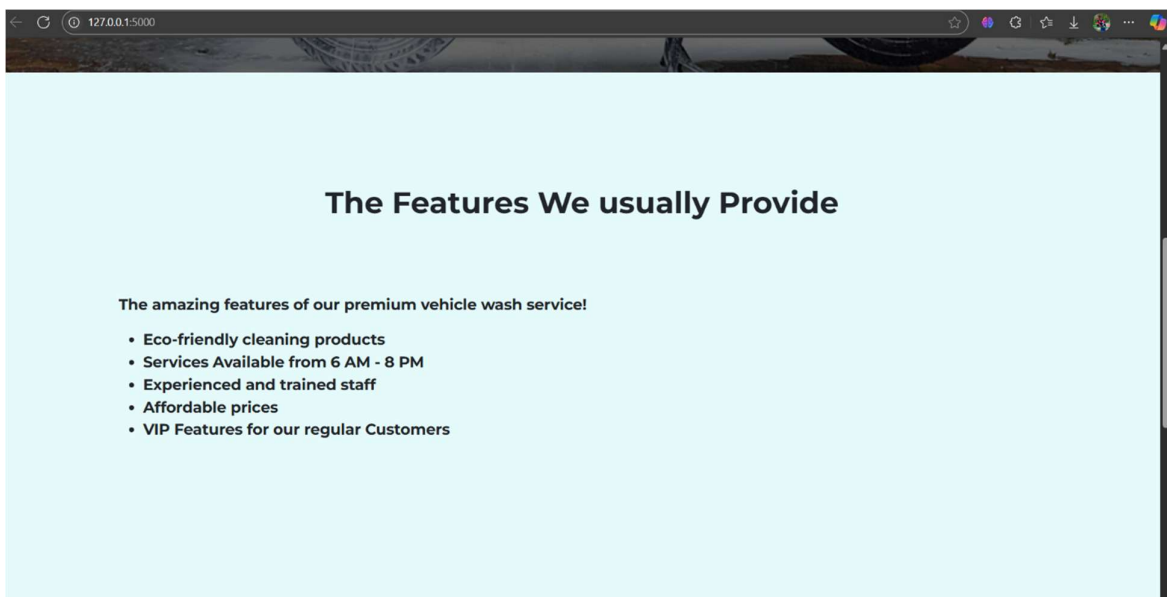 127.0.0.1:5000
The Features We usually Provide
The amazing features of our premium vehicle wash service!
• Eco-friendly cleaning products
• Services Available from 6 AM - 8 PM
• Experienced and trained staff
• Affordable prices
• VIP Features for our regular Customers